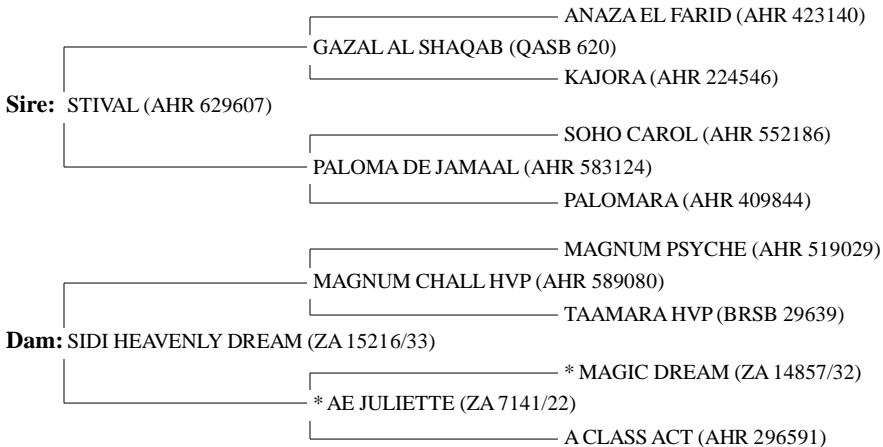 ANAZA EL FARID (AHR 423140)
GAZAL AL SHAQAB (QASB 620)
KAJORA (AHR 224546)
Sire: STIVAL (AHR 629607)
SOHO CAROL (AHR 552186)
PALOMA DE JAMAAL (AHR 583124)
PALOMARA (AHR 409844)
MAGNUM PSYCHE (AHR 519029)
MAGNUM CHALL HVP (AHR 589080)
TAAMARA HVP (BRSB 29639)
Dam: SIDI HEAVENLY DREAM (ZA 15216/33)
* MAGIC DREAM (ZA 14857/32)
* AE JULIETTE (ZA 7141/22)
A CLASS ACT (AHR 296591)